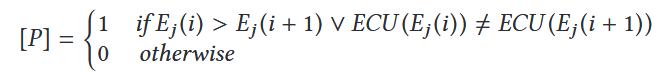 [P] = { 1 if E_j(i) > E_j(i + 1) ∨ ECU(E_j(i)) ≠ ECU(E_j(i + 1))
0 otherwise